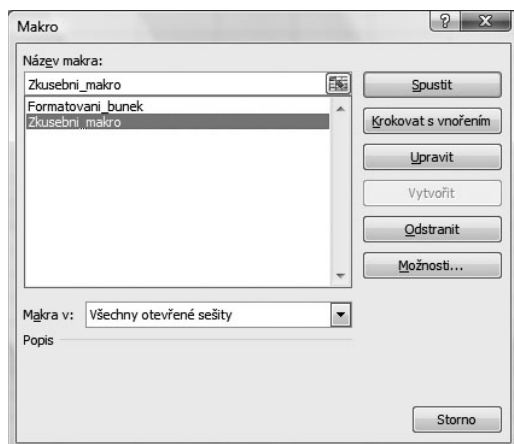 Makro
Název makra:
Zkusebni_makro
Formatovani_bunek
Zkusebni_makro
Spustit
Krokovat s vnořením
Upravit
Vytvořit
Odstranit
Možnosti...
Makra v: Všechny otevřené sešity
Popis
Storno